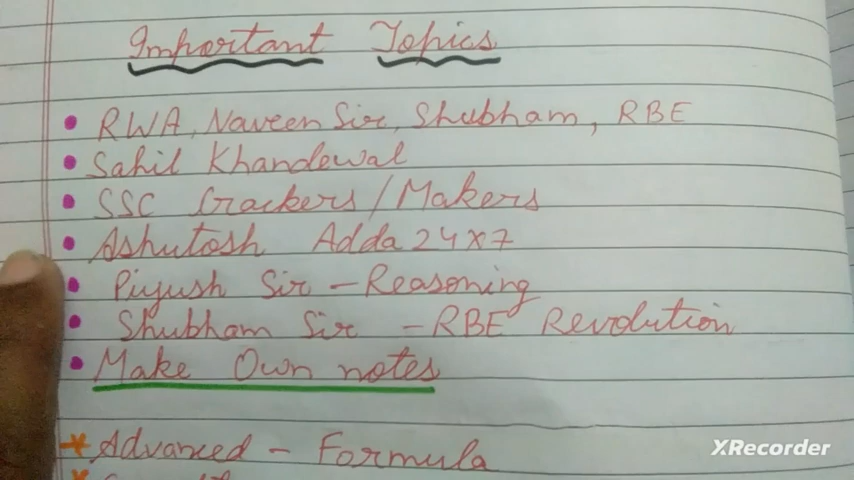 Important Topics
RWA, Naveen Sir, Shubham, RBE
Sahil Khandewal
SSC Crackers/Makers
Ashutosh Adda 24x7
Piyush Sir - Reasoning
Shubham Sir - RBE Revolution
Make Own notes
Advanced - Formula
XRecorder